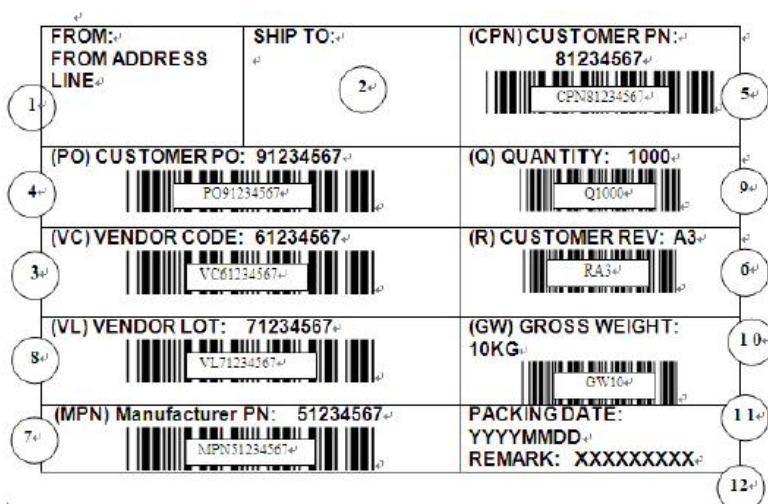 FROM:
FROM ADDRESS
LINE
1
SHIP TO:
2
(CPN) CUSTOMER PN:
81234567
CPN81234567
5
(PO) CUSTOMER PO: 91234567
PO91234567
4
(Q) QUANTITY: 1000
Q1000
9
(VC) VENDOR CODE: 61234567
VC61234567
3
(R) CUSTOMER REV: A3
RA3
6
(VL) VENDOR LOT: 71234567
VL71234567
8
(GW) GROSS WEIGHT:
10KG
GW10
10
(MPN) Manufacturer PN: 51234567
MPN51234567
7
PACKING DATE:
YYYYMMDD
REMARK: XXXXXXXXX
11
12